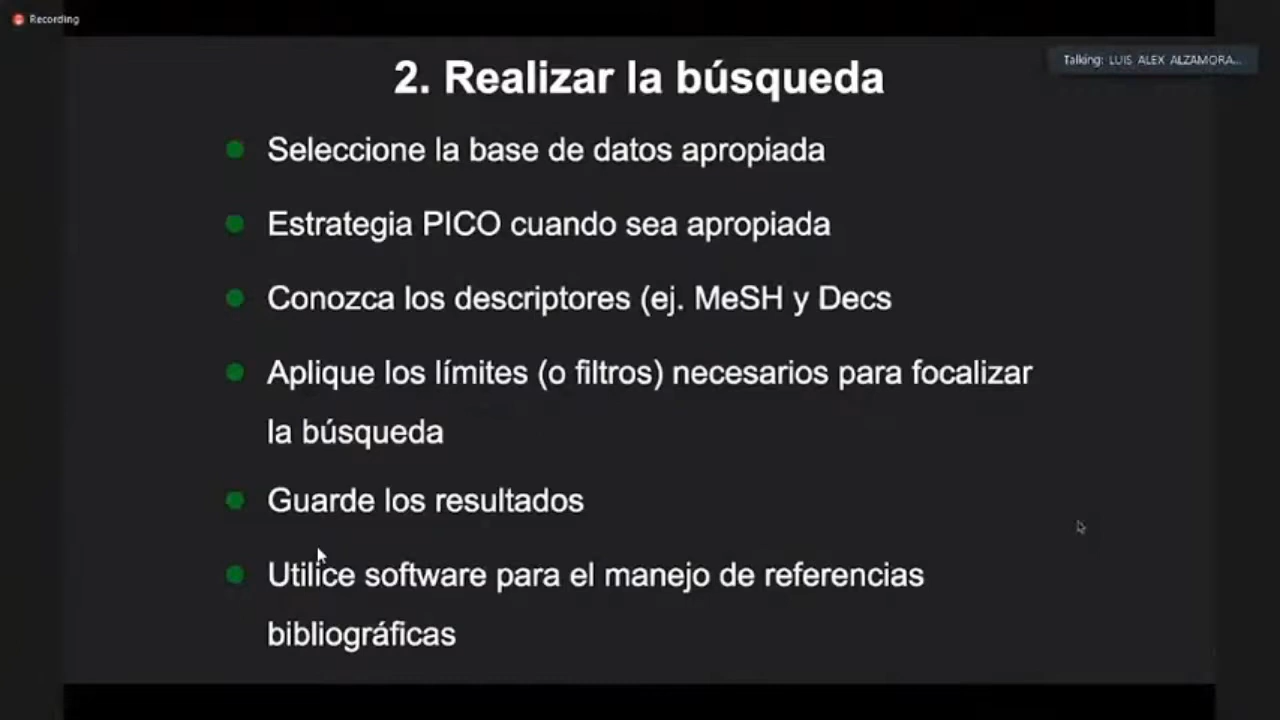 Recording
Talking: LUIS ALEX ALZAMORA...
2. Realizar la búsqueda
Seleccione la base de datos apropiada
Estrategia PICO cuando sea apropiada
Conozca los descriptores (ej. MeSH y Decs
Aplique los límites (o filtros) necesarios para focalizar
la búsqueda
Guarde los resultados
Utilice software para el manejo de referencias
bibliográficas